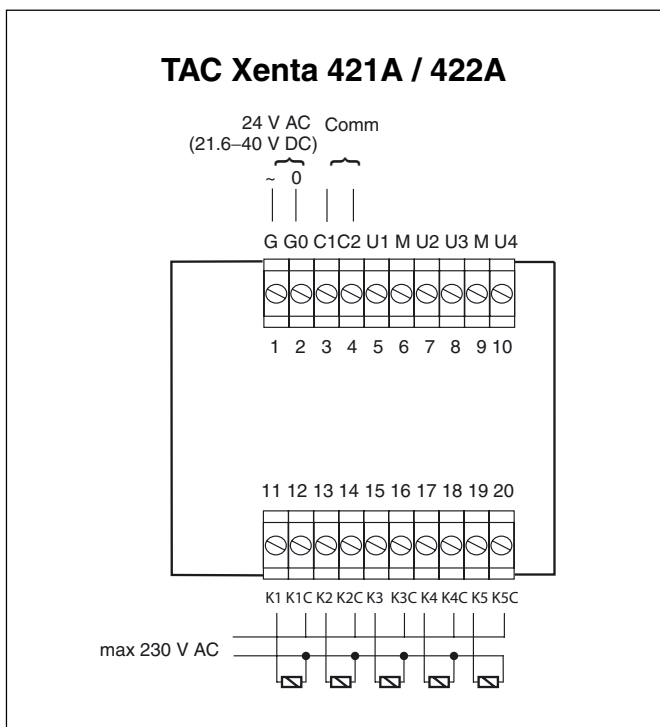 TAC Xenta 421A / 422A
24 V AC Comm
(21.6–40 V DC)
~ 0
G G0 C1 C2 U1 M U2 U3 M U4
1 2 3 4 5 6 7 8 9 10
11 12 13 14 15 16 17 18 19 20
K1 K1C K2 K2C K3 K3C K4 K4C K5 K5C
max 230 V AC